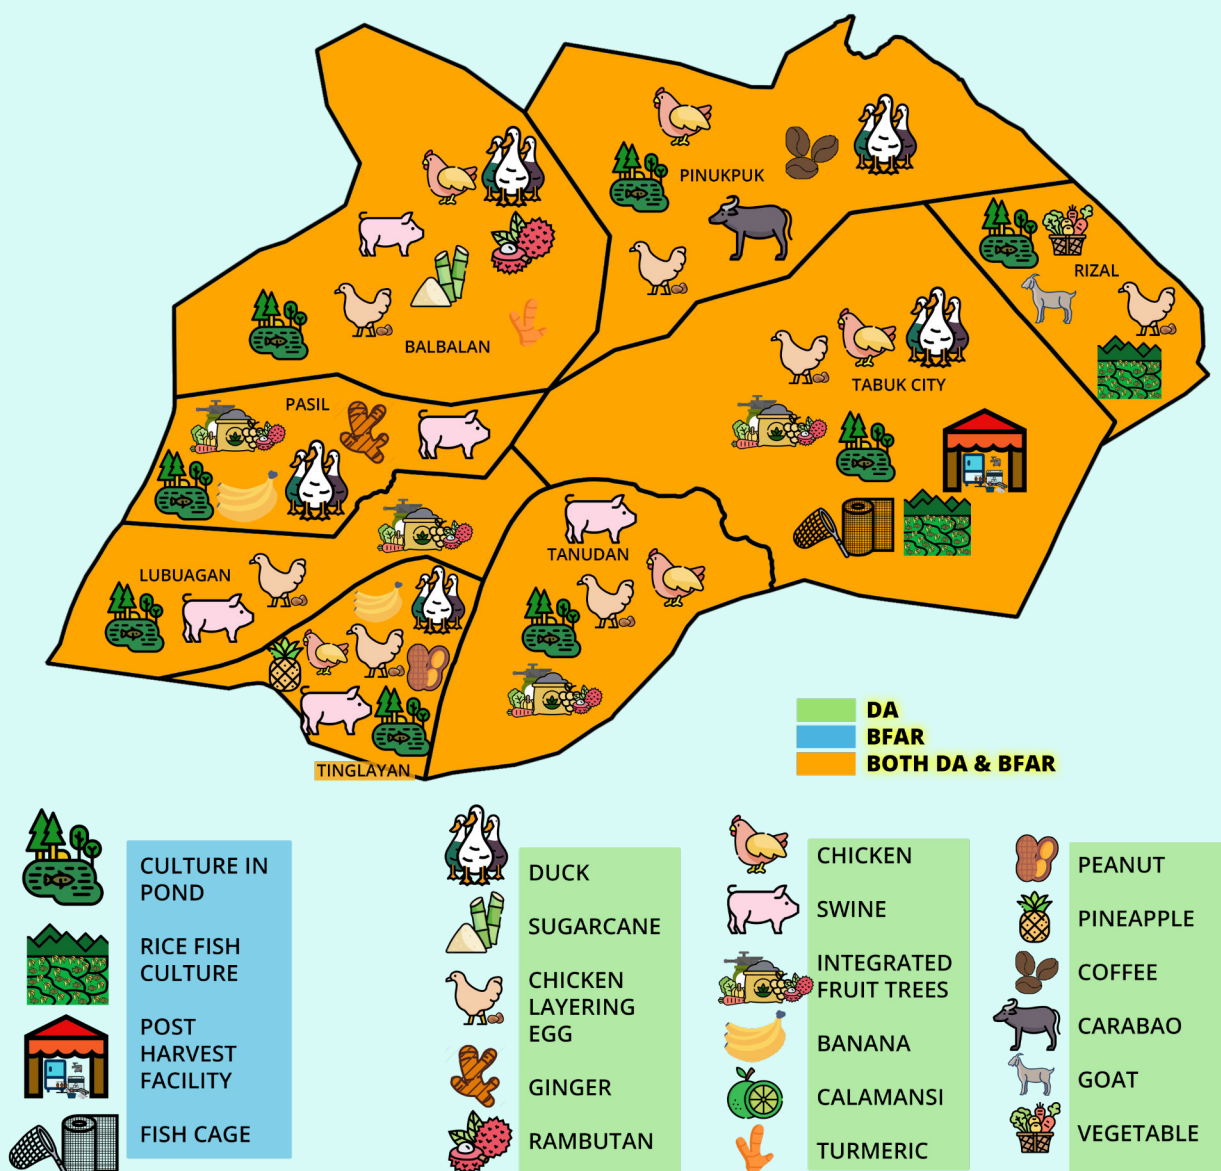 PINUKPUK
RIZAL
BALBALAN
TABUK CITY
PASIL
TANUDAN
LUBUAGAN
TINGLAYAN
DA
BFAR
BOTH DA & BFAR
CULTURE IN
POND
RICE FISH
CULTURE
POST
HARVEST
FACILITY
FISH CAGE
DUCK
SUGARCANE
CHICKEN
LAYERING
EGG
GINGER
RAMBUTAN
CHICKEN
SWINE
INTEGRATED
FRUIT TREES
BANANA
CALAMANSI
TURMERIC
PEANUT
PINEAPPLE
COFFEE
CARABAO
GOAT
VEGETABLE